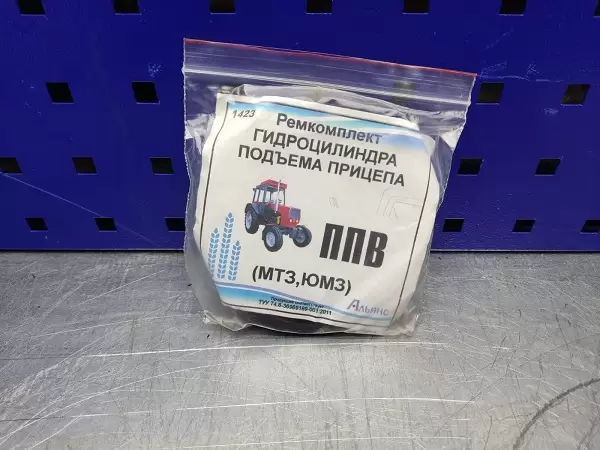 1423
Ремкомплект
ГИДРОЦИЛИНДРА
ПОДЪЕМА ПРИЦЕПА
ППВ
(МТЗ,ЮМЗ)
Альянс